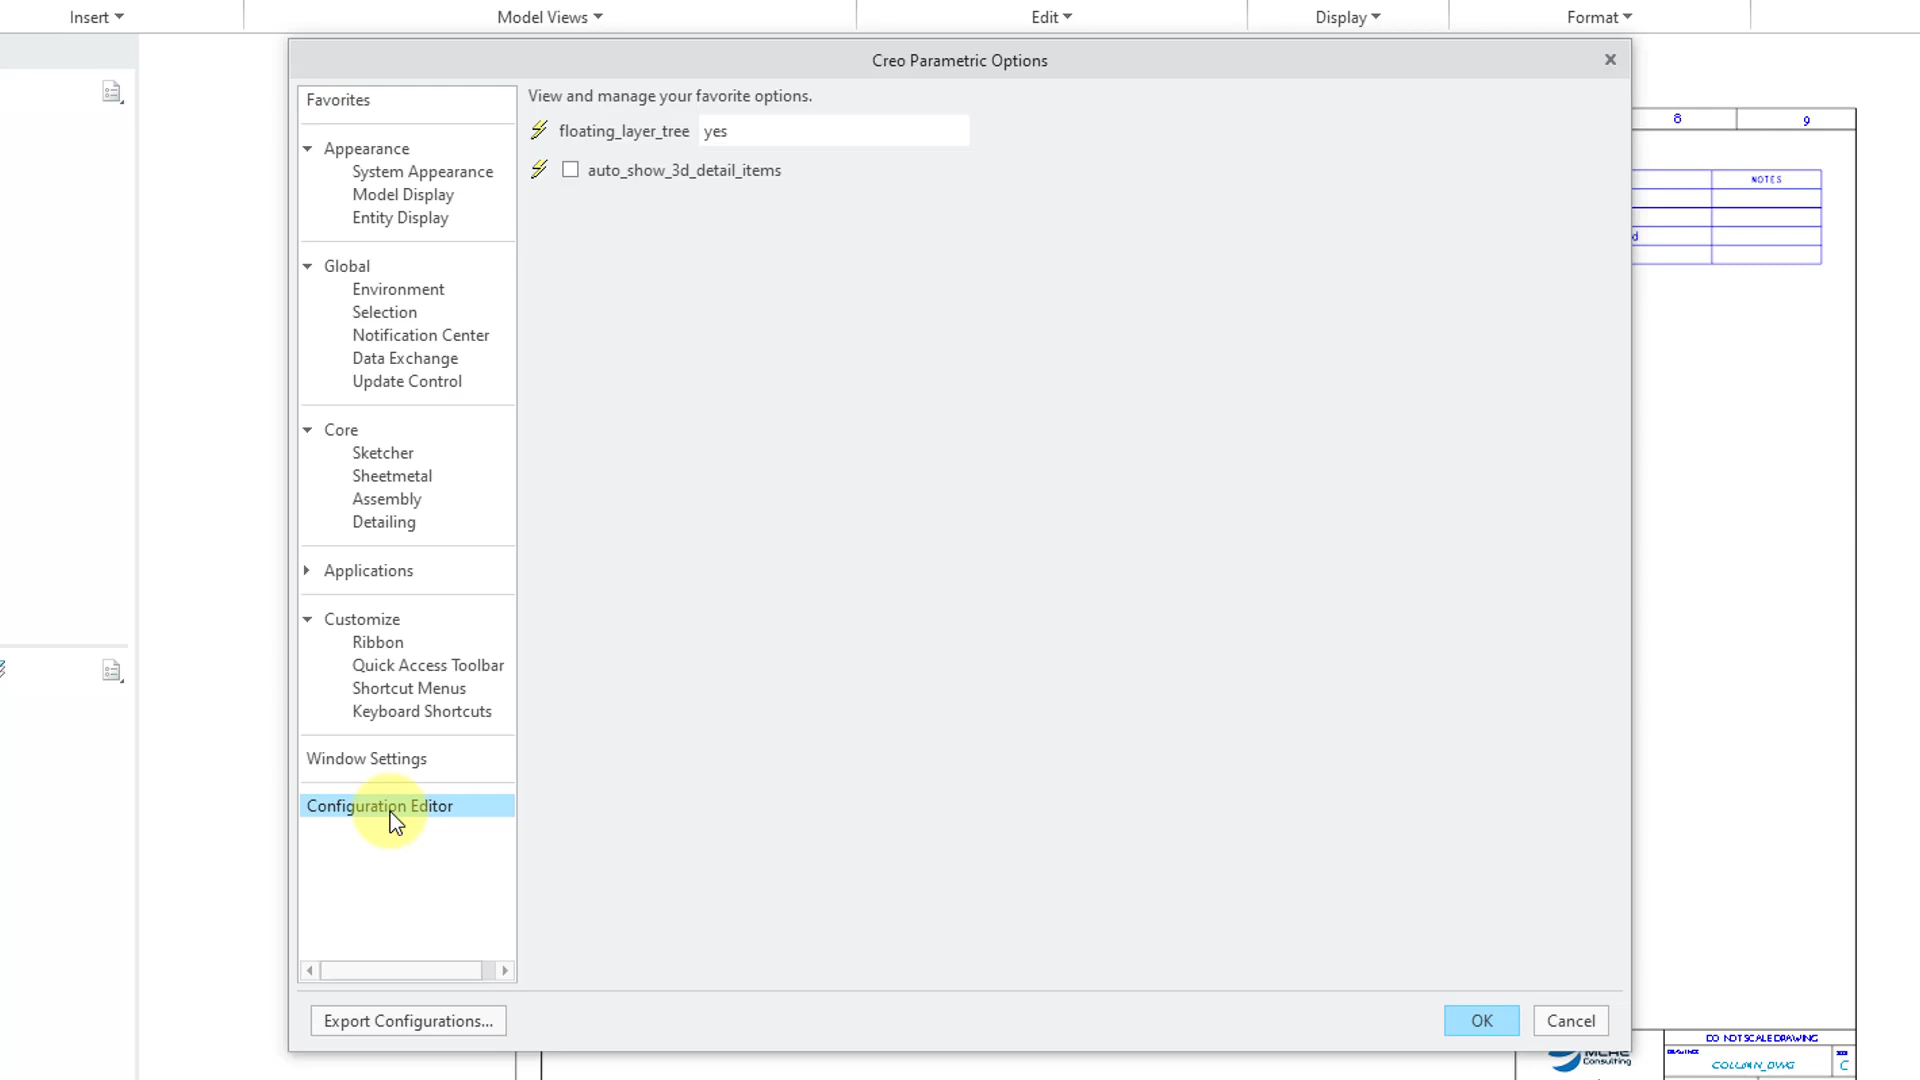 Insert
Model Views
Edit
Display
Format
Creo Parametric Options
Favorites
Appearance
System Appearance
Model Display
Entity Display
Global
Environment
Selection
Notification Center
Data Exchange
Update Control
Core
Sketcher
Sheetmetal
Assembly
Detailing
Applications
Customize
Ribbon
Quick Access Toolbar
Shortcut Menus
Keyboard Shortcuts
Window Settings
Configuration Editor
View and manage your favorite options.
floating_layer_tree yes
auto_show_3d_detail_items
Export Configurations...
OK
Cancel
8
9
NOTES
d
DO NOT SCALE DRAWING
Consulting
COLUMN_DWG
C